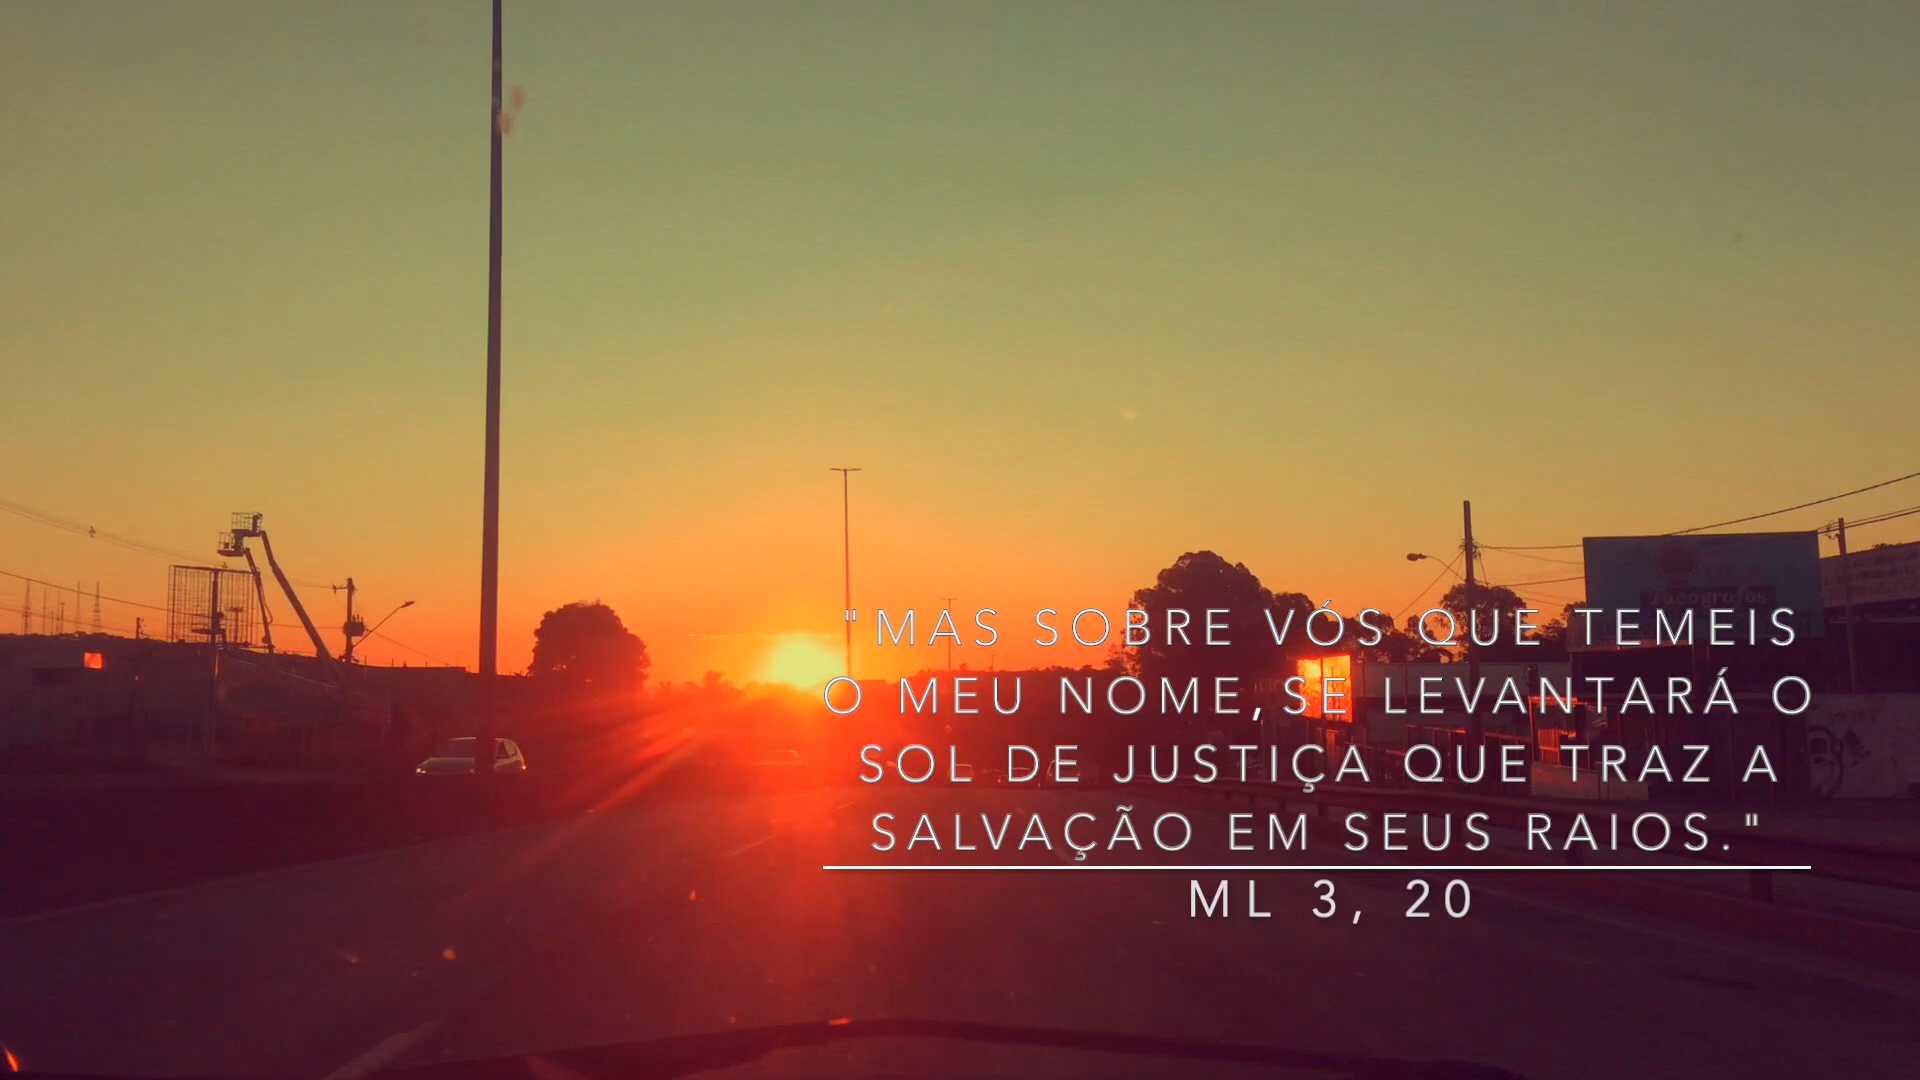 "MAS SOBRE VÓS QUE TEMEIS
O MEU NOME,SE LEVANTARÁ O
SOL DE JUSTIÇA QUE TRAZ A
SALVAÇÃO EM SEUS RAIOS."
ML 3, 20